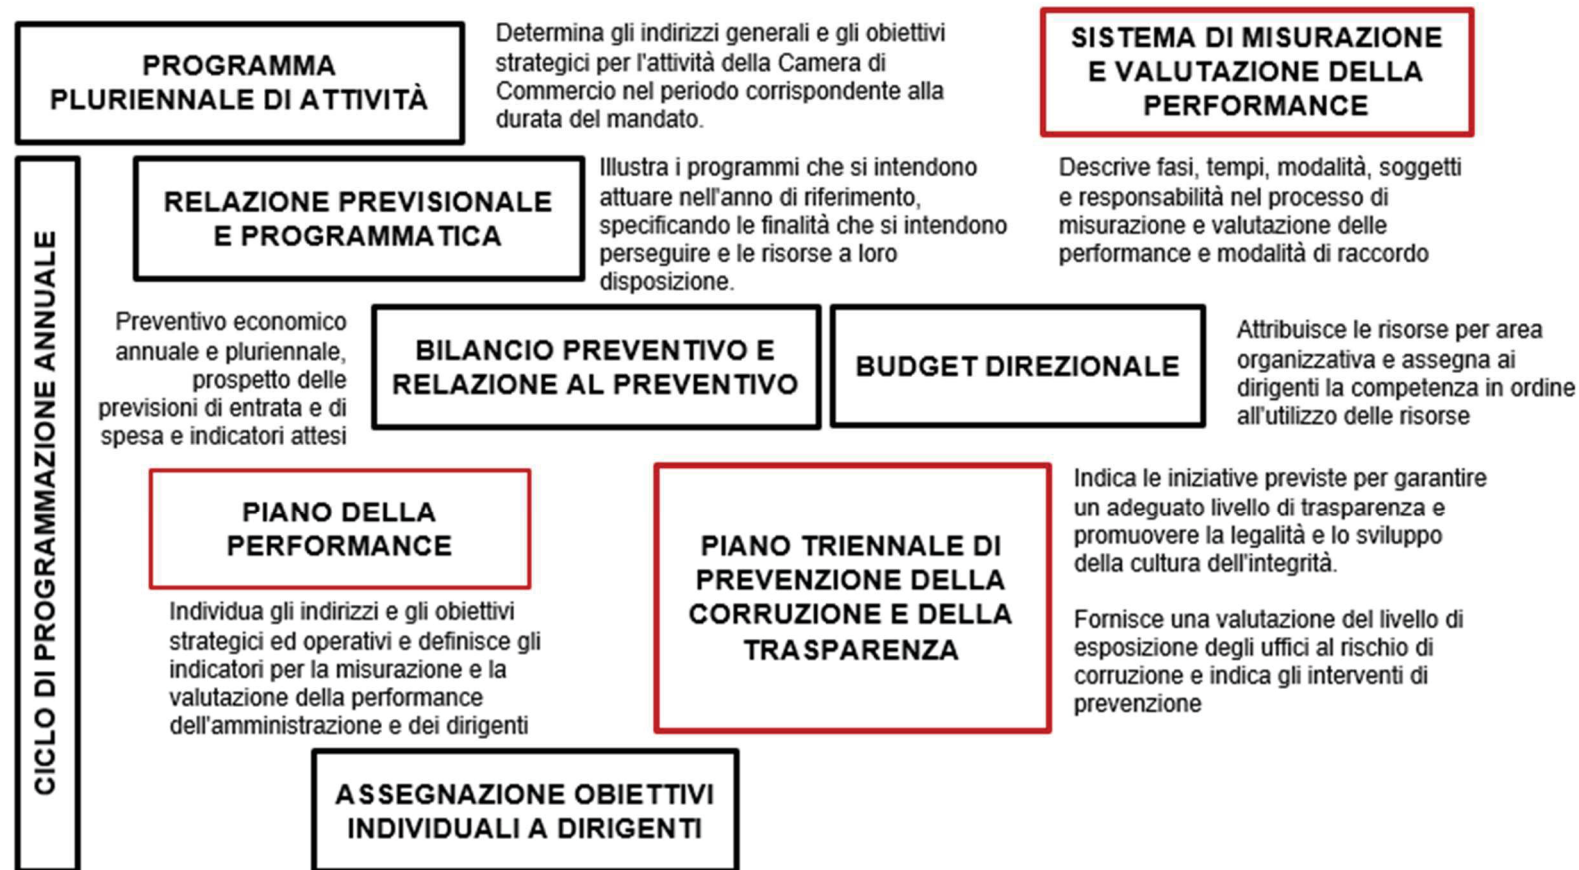 PROGRAMMA
PLURIENNALE DI ATTIVITÀ
Determina gli indirizzi generali e gli obiettivi
strategici per l'attività della Camera di
Commercio nel periodo corrispondente alla
durata del mandato.
SISTEMA DI MISURAZIONE
E VALUTAZIONE DELLA
PERFORMANCE
CICLO DI PROGRAMMAZIONE ANNUALE
RELAZIONE PREVISIONALE
E PROGRAMMATICA
Illustra i programmi che si intendono
attuare nell'anno di riferimento,
specificando le finalità che si intendono
perseguire e le risorse a loro
disposizione.
Descrive fasi, tempi, modalità, soggetti
e responsabilità nel processo di
misurazione e valutazione delle
performance e modalità di raccordo
Preventivo economico
annuale e pluriennale,
prospetto delle
previsioni di entrata e di
spesa e indicatori attesi
BILANCIO PREVENTIVO E
RELAZIONE AL PREVENTIVO
BUDGET DIREZIONALE
Attribuisce le risorse per area
organizzativa e assegna ai
dirigenti la competenza in ordine
all'utilizzo delle risorse
PIANO DELLA
PERFORMANCE
Individua gli indirizzi e gli obiettivi
strategici ed operativi e definisce gli
indicatori per la misurazione e la
valutazione della performance
dell'amministrazione e dei dirigenti
PIANO TRIENNALE DI
PREVENZIONE DELLA
CORRUZIONE E DELLA
TRASPARENZA
Indica le iniziative previste per garantire
un adeguato livello di trasparenza e
promuovere la legalità e lo sviluppo
della cultura dell'integrità.
Fornisce una valutazione del livello di
esposizione degli uffici al rischio di
corruzione e indica gli interventi di
prevenzione
ASSEGNAZIONE OBIETTIVI
INDIVIDUALI A DIRIGENTI